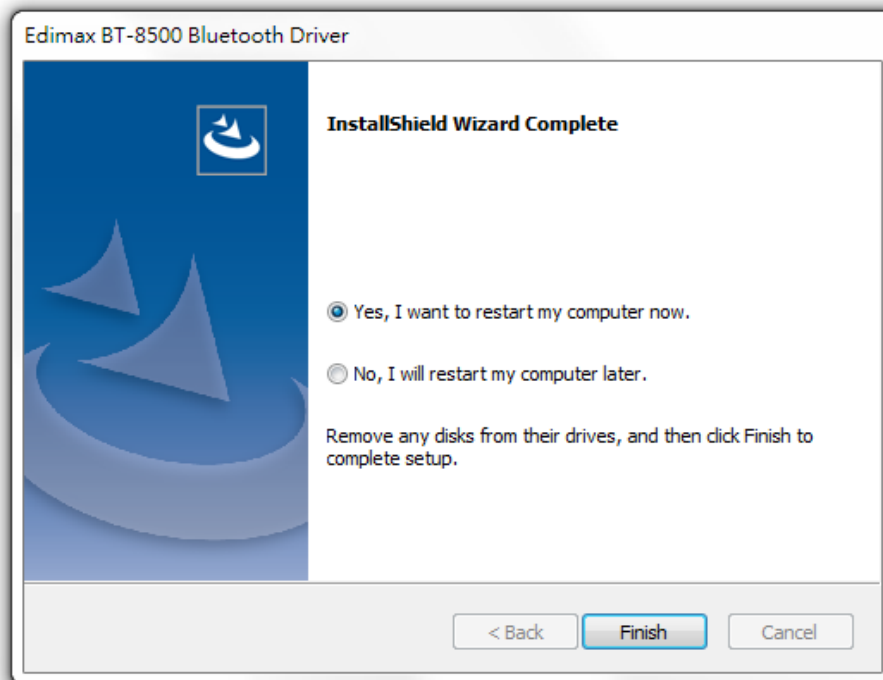 Edimax BT-8500 Bluetooth Driver
InstallShield Wizard Complete
Yes, I want to restart my computer now.
No, I will restart my computer later.
Remove any disks from their drives, and then click Finish to
complete setup.
< Back
Finish
Cancel